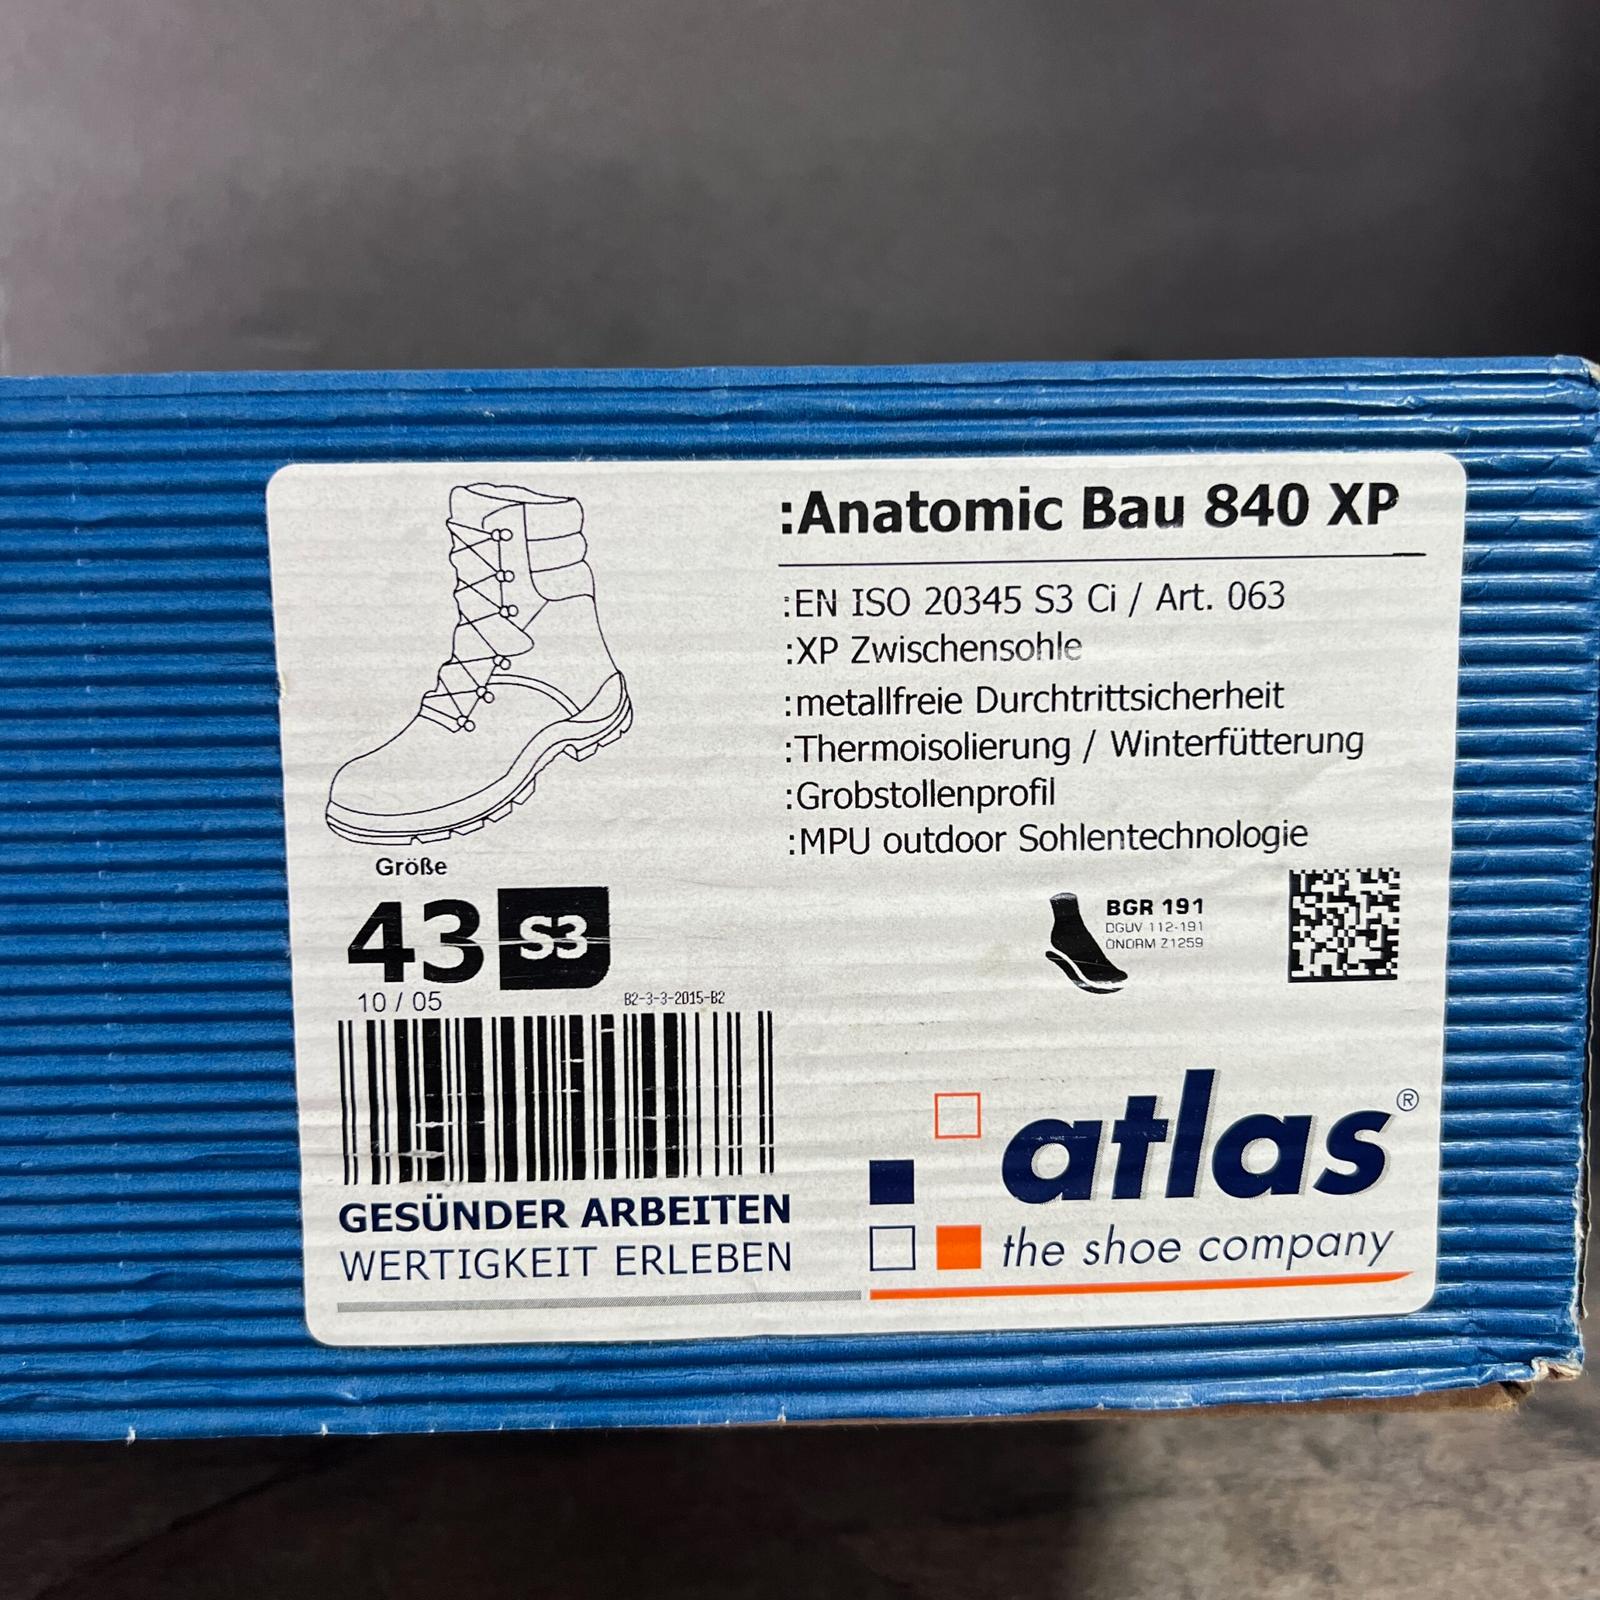 :Anatomic Bau 840 XP
:EN ISO 20345 S3 Ci / Art. 063
:XP Zwischensohle
:metallfreie Durchtrittsicherheit
:Thermoisolierung / Winterfütterung
:Grobstollenprofil
:MPU outdoor Sohlentechnologie
Größe
43 S3
10 / 05
B2-3-3-2015-B2
BGR 191
DGUV 112-191
ÖNORM Z1259
GESÜNDER ARBEITEN
WERTIGKEIT ERLEBEN
atlas®
the shoe company